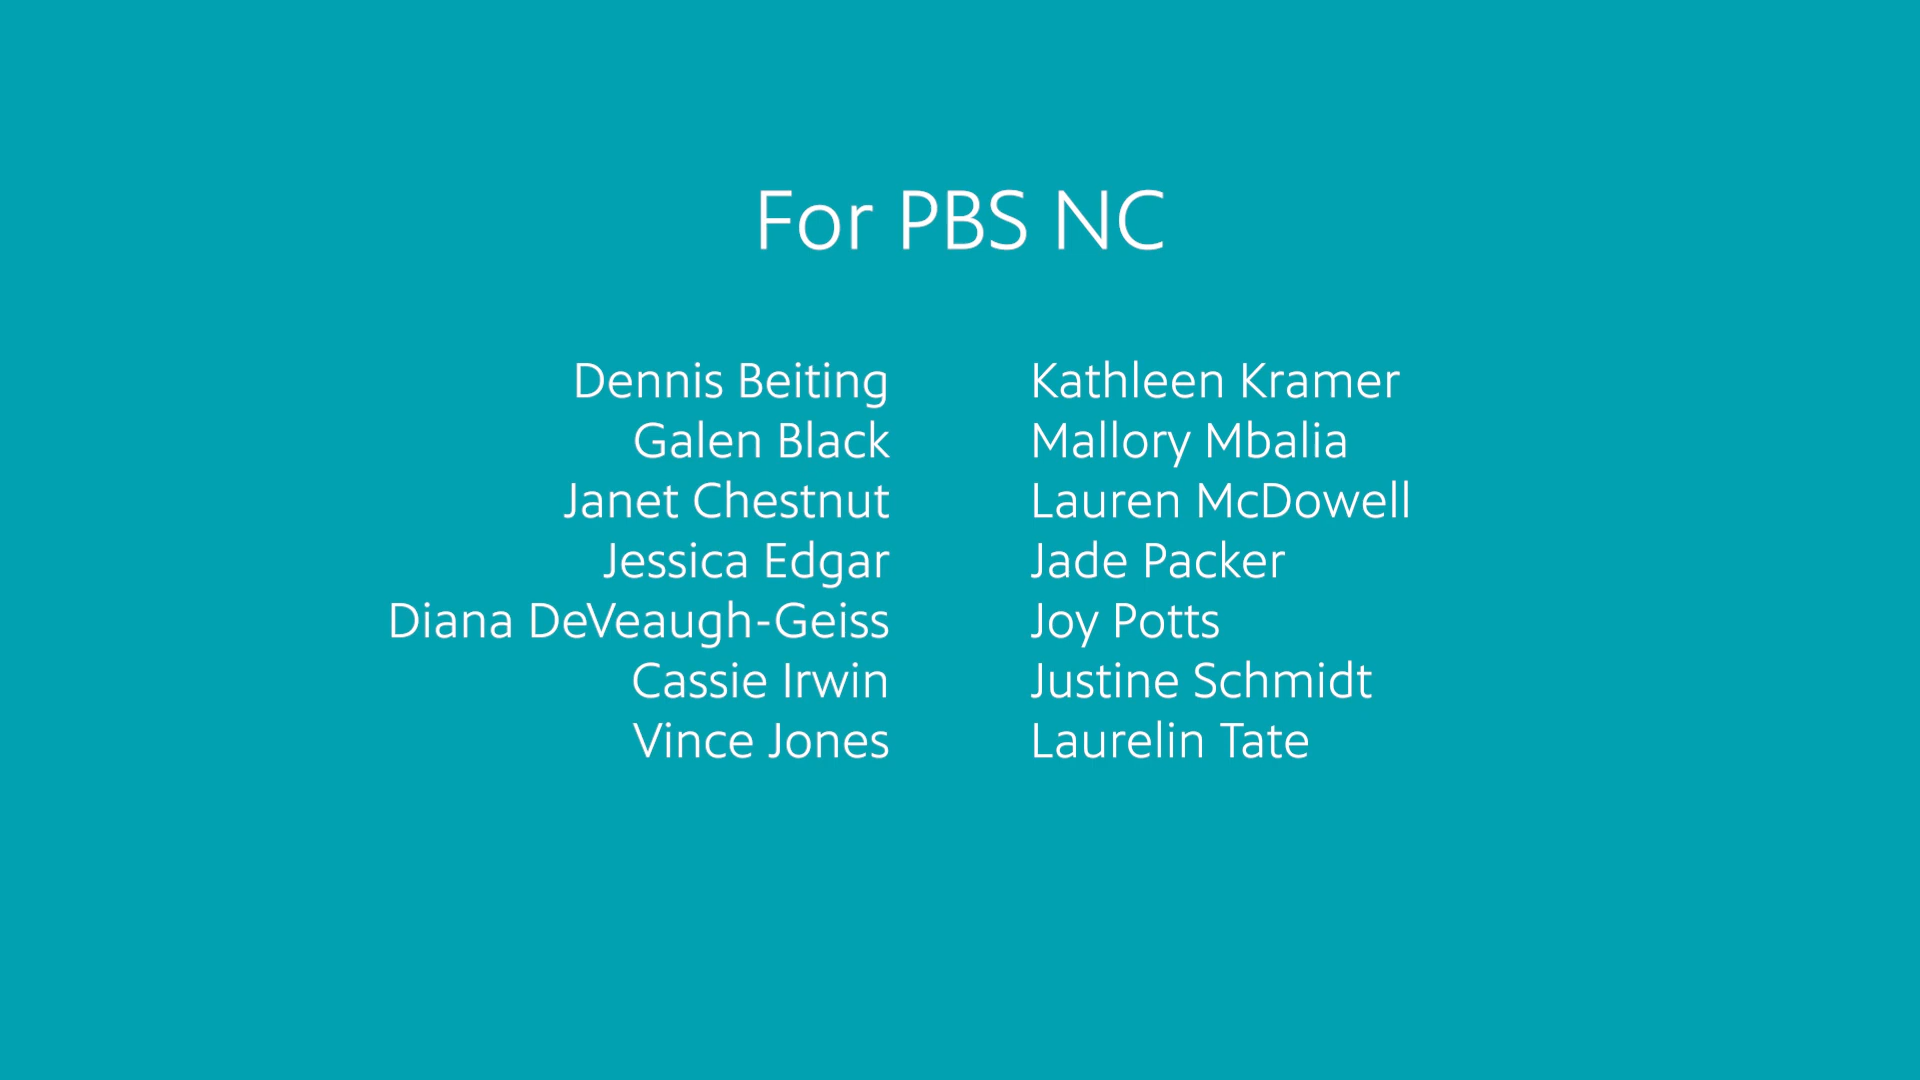 For PBS NC
Dennis Beiting
Galen Black
Janet Chestnut
Jessica Edgar
Diana DeVeaugh-Geiss
Cassie Irwin
Vince Jones
Kathleen Kramer
Mallory Mbalia
Lauren McDowell
Jade Packer
Joy Potts
Justine Schmidt
Laurelin Tate